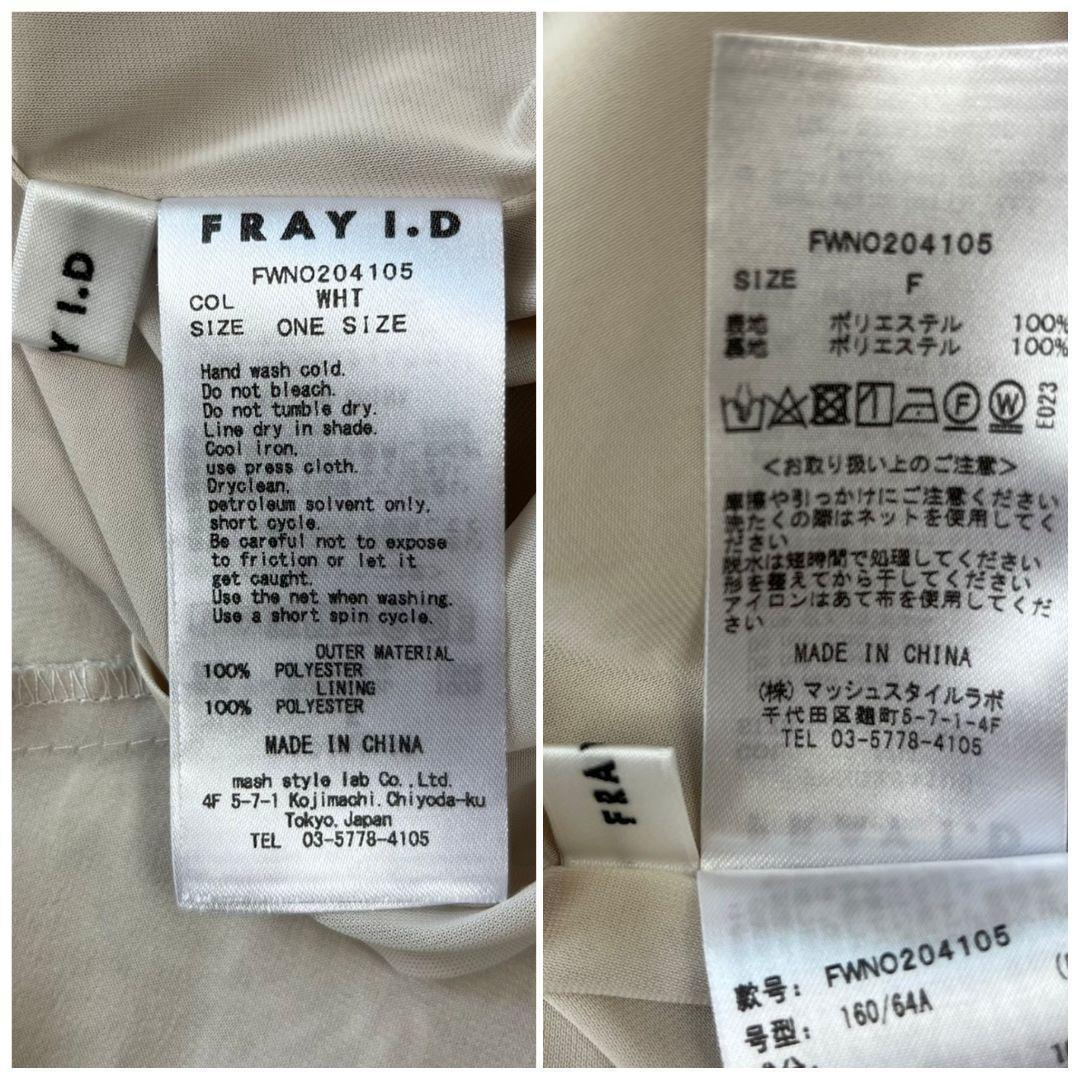 Y I.D
FRAY I.D
FWNO204105
COL WHT
SIZE ONE SIZE
Hand wash cold.
Do not bleach.
Do not tumble dry.
Line dry in shade.
Cool iron.
use press cloth.
Dryclean.
petroleum solvent only.
short cycle.
Be careful not to expose
to friction or let it
get caught.
Use the net when washing.
Use a short spin cycle.
OUTER MATERIAL
100% POLYESTER
LINING
100% POLYESTER
MADE IN CHINA
mash style lab Co.,Ltd.
4F 5-7-1 Kojimachi.Chiyoda-ku
Tokyo.Japan
TEL 03-5778-4105
FWNO204105
SIZE F
表地 ポリエステル 100%
裏地 ポリエステル 100%
F W E023
<お取り扱い上のご注意>
摩擦や引っかけにご注意ください
洗たくの際はネットを使用してく
ださい
脱水は短時間で処理してください
形を整えてから干してください
アイロンはあて布を使用してくだ
さい
MADE IN CHINA
(株)マッシュスタイルラボ
千代田区麹町5-7-1-4F
TEL 03-5778-4105
FRA
款号: FWNO204105
号型: 160/64A